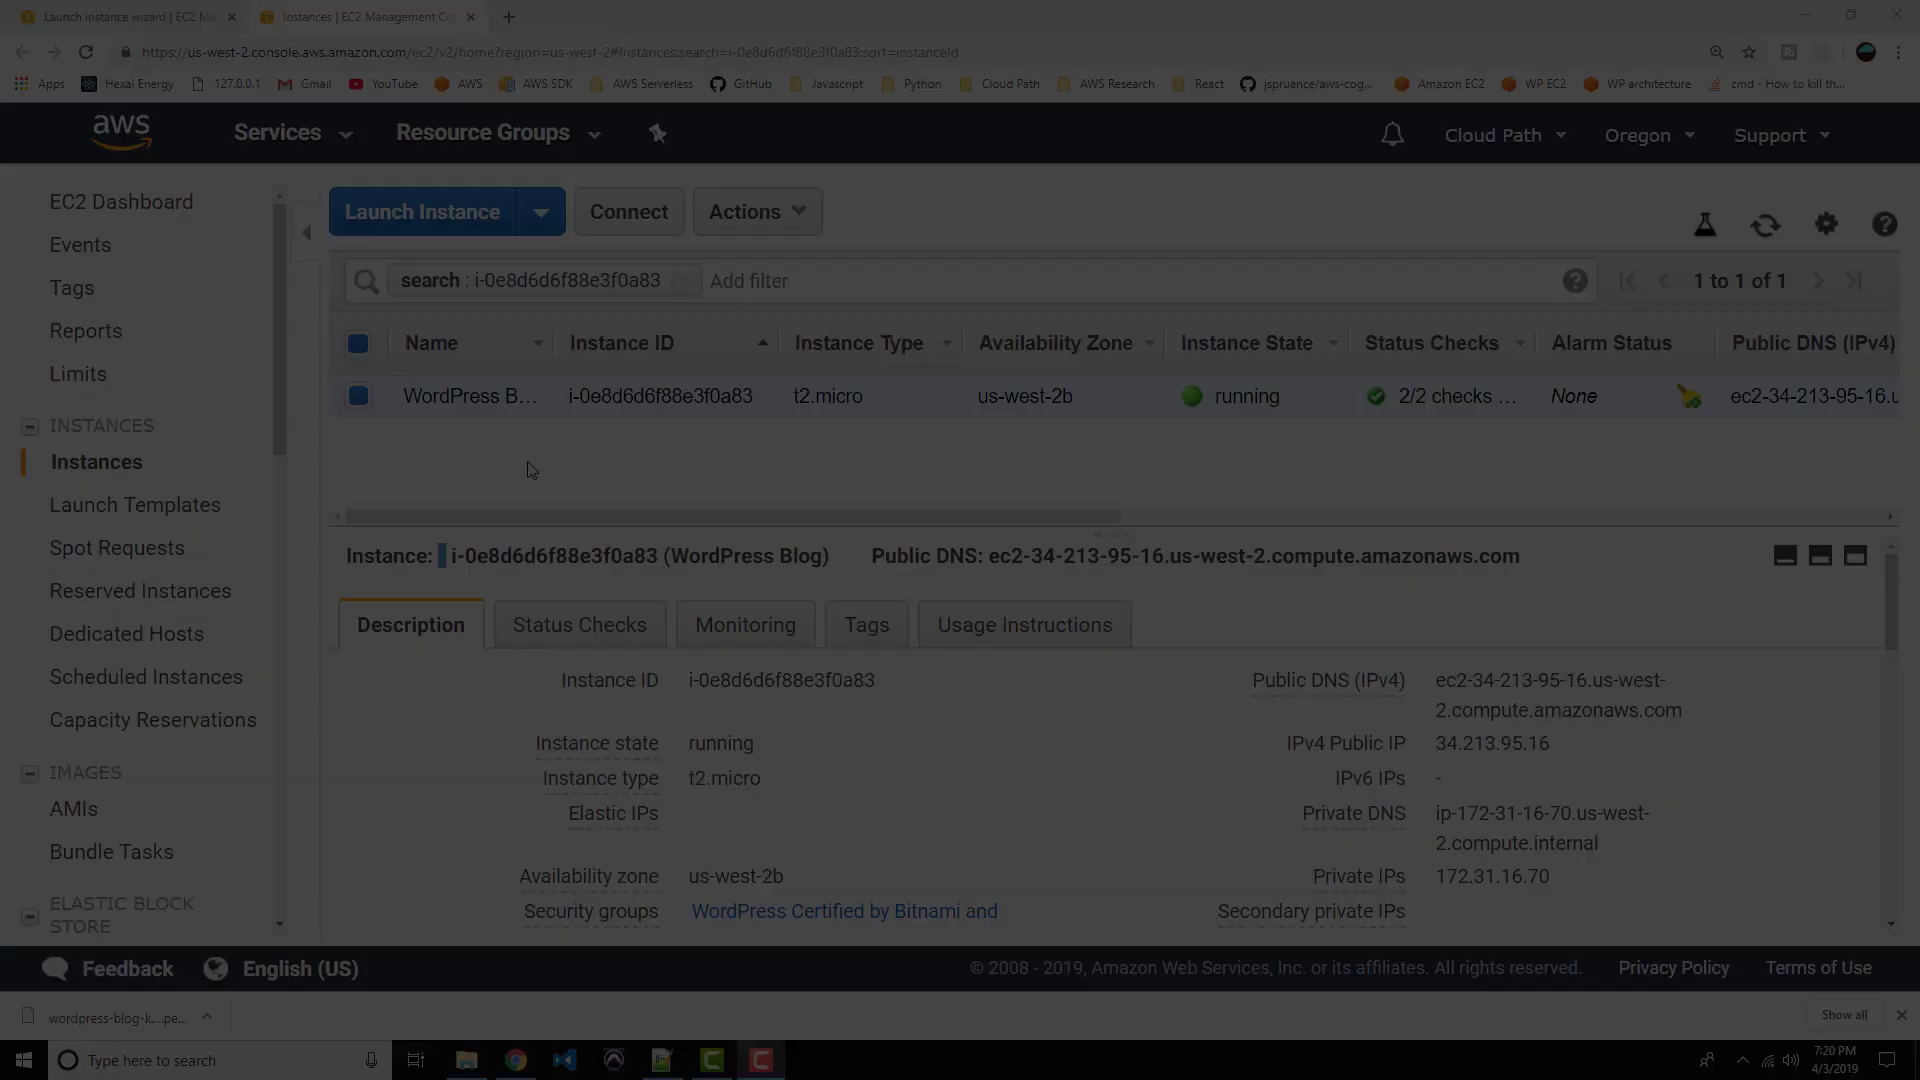 Launch instance wizard | EC2 Ma
Instances | EC2 Management Co
https://us-west-2.console.aws.amazon.com/ec2/v2/home?region=us-west-2#Instances:search=i-0e8d6d6f88e3f0a83;sort=instanceId
Apps Hexal Energy 127.0.0.1 Gmail YouTube AWS AWS SDK AWS Serverless GitHub Javascript Python Cloud Path AWS Research React jspruance/aws-cog... Amazon EC2 WP EC2 WP architecture cmd - How to kill th...
aws Services Resource Groups Cloud Path Oregon Support
EC2 Dashboard
Events
Tags
Reports
Limits
INSTANCES
Instances
Launch Templates
Spot Requests
Reserved Instances
Dedicated Hosts
Scheduled Instances
Capacity Reservations
IMAGES
AMIs
Bundle Tasks
ELASTIC BLOCK
STORE
Launch Instance Connect Actions
search : i-0e8d6d6f88e3f0a83 Add filter 1 to 1 of 1
Name Instance ID Instance Type Availability Zone Instance State Status Checks Alarm Status Public DNS (IPv4)
WordPress B... i-0e8d6d6f88e3f0a83 t2.micro us-west-2b running 2/2 checks ... None ec2-34-213-95-16.u
Instance: i-0e8d6d6f88e3f0a83 (WordPress Blog) Public DNS: ec2-34-213-95-16.us-west-2.compute.amazonaws.com
Description Status Checks Monitoring Tags Usage Instructions
Instance ID i-0e8d6d6f88e3f0a83 Public DNS (IPv4) ec2-34-213-95-16.us-west-
2.compute.amazonaws.com
Instance state running IPv4 Public IP 34.213.95.16
Instance type t2.micro IPv6 IPs -
Elastic IPs Private DNS ip-172-31-16-70.us-west-
2.compute.internal
Availability zone us-west-2b Private IPs 172.31.16.70
Security groups WordPress Certified by Bitnami and Secondary private IPs
Feedback English (US) © 2008 - 2019, Amazon Web Services, Inc. or its affiliates. All rights reserved. Privacy Policy Terms of Use
wordpress-blog-k....pe... Show all
Type here to search 7:20 PM
4/3/2019